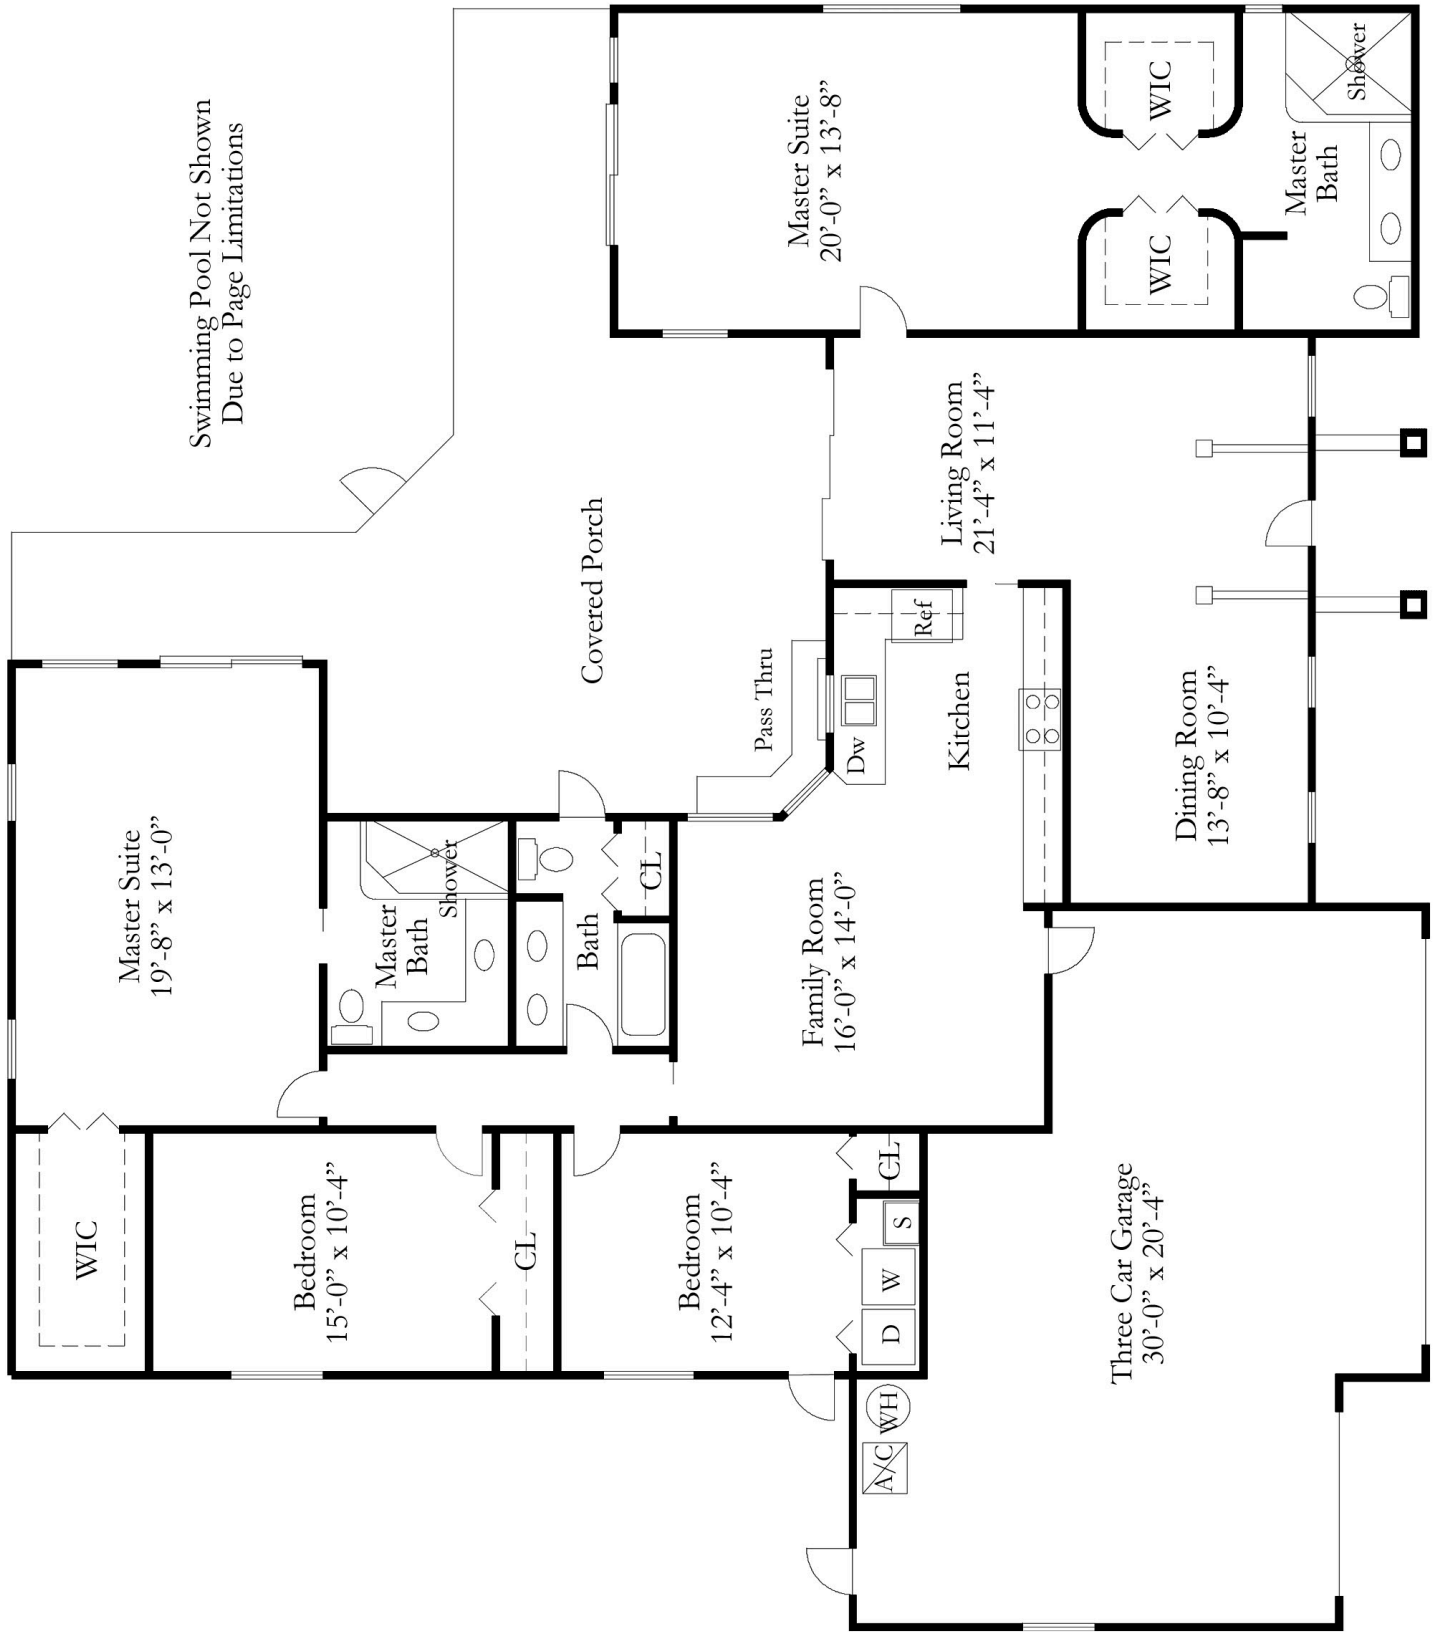 Swimming Pool Not Shown
Due to Page Limitations
Master Suite
19’-8” x 13’-0”
WIC
Covered Porch
Master Suite
20’-0” x 13’-8”
Shower
Master
Bath
Bath
CL
Bedroom
15’-0” x 10’-4”
CL
Pass Thru
Family Room
16’-0” x 14’-0”
Dw
Kitchen
Ref
Living Room
21’-4” x 11’-4”
WIC
WIC
Master
Bath
Shower
Bedroom
12’-4” x 10’-4”
CL
D
W
S
A/C
WH
Dining Room
13’-8” x 10’-4”
Three Car Garage
30’-0” x 20’-4”